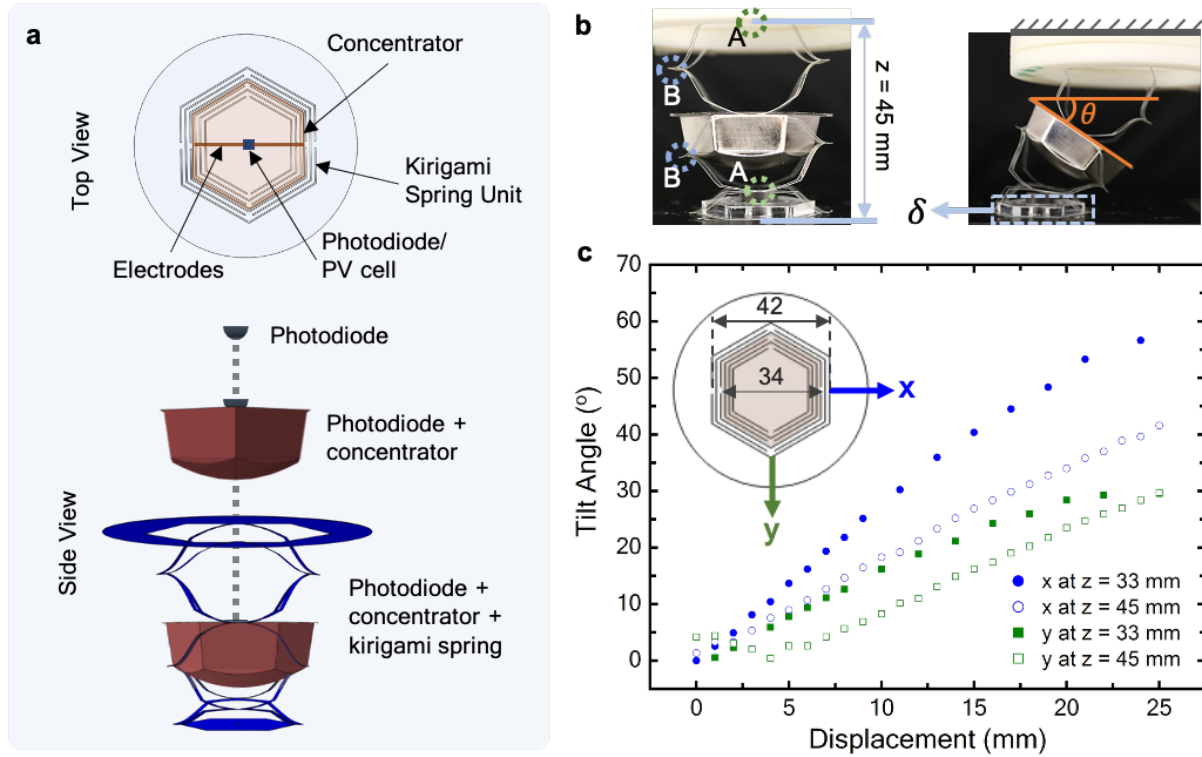 a
Top View
Concentrator
Kirigami
Spring Unit
Photodiode/
PV cell
Electrodes
Side View
Photodiode
Photodiode +
concentrator
Photodiode +
concentrator +
kirigami spring
b
A
B
B
A
z = 45 mm
θ
δ
c
Tilt Angle (º)
70
60
50
40
30
20
10
0
42
34
x
y
x at z = 33 mm
x at z = 45 mm
y at z = 33 mm
y at z = 45 mm
0
5
10
15
20
25
Displacement (mm)